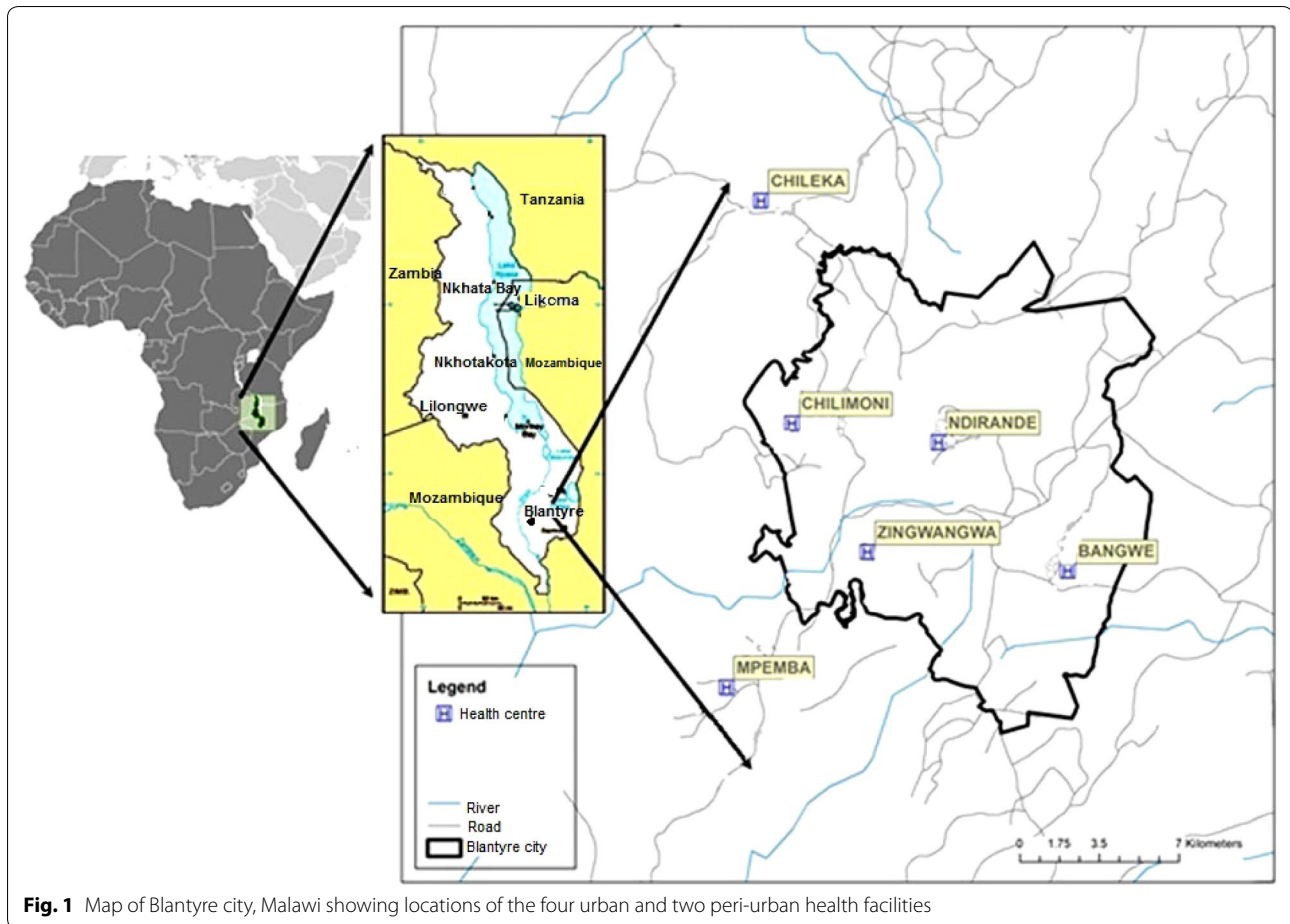 CHILEKA
Tanzania
Zambia
Nkhata Bay
Likoma
Nkhotakota
Mozambique
Lilongwe
Mozambique
Blantyre
CHILIMONI
NDIRANDE
ZINGWANGWA
BANGWE
MPEMBA
Legend
Health centre
River
Road
Blantyre city
0 1.75 3.5 7 Kilometers
Fig. 1 Map of Blantyre city, Malawi showing locations of the four urban and two peri-urban health facilities